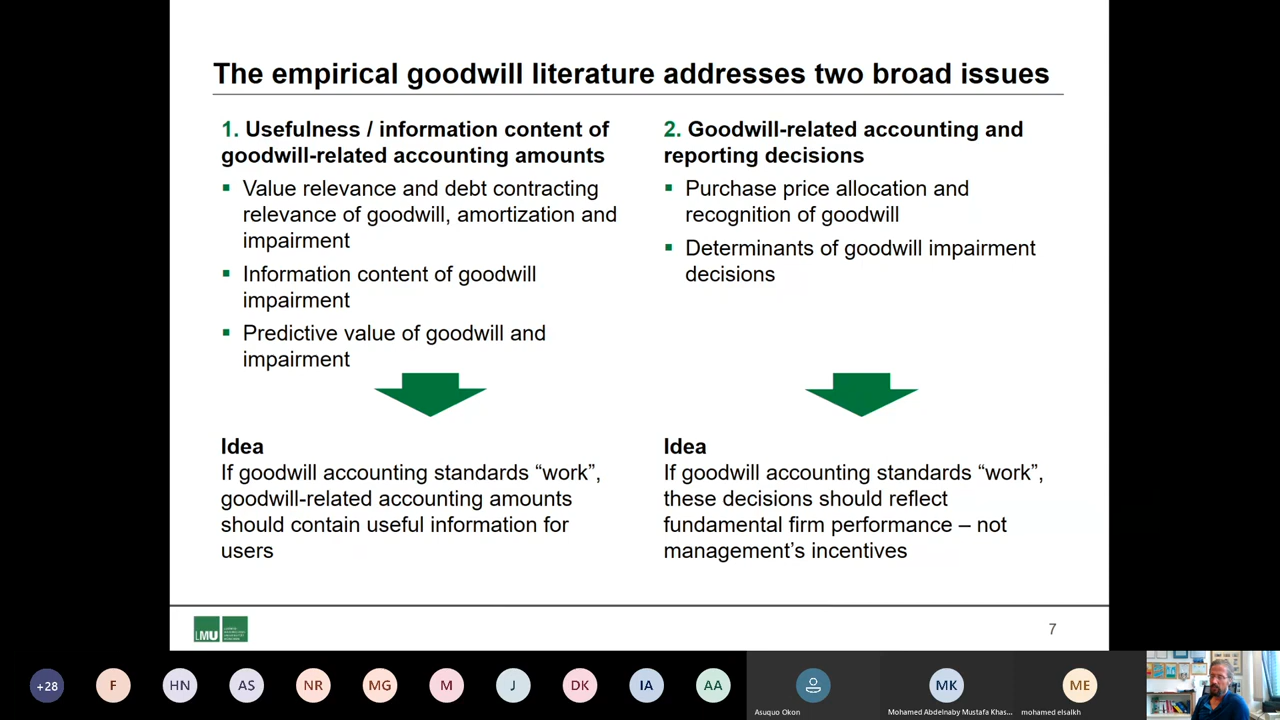 The empirical goodwill literature addresses two broad issues
1. Usefulness / information content of
goodwill-related accounting amounts
▪ Value relevance and debt contracting
relevance of goodwill, amortization and
impairment
▪ Information content of goodwill
impairment
▪ Predictive value of goodwill and
impairment
Idea
If goodwill accounting standards “work”,
goodwill-related accounting amounts
should contain useful information for
users
2. Goodwill-related accounting and
reporting decisions
▪ Purchase price allocation and
recognition of goodwill
▪ Determinants of goodwill impairment
decisions
Idea
If goodwill accounting standards “work”,
these decisions should reflect
fundamental firm performance – not
management’s incentives
LMU
7
+28
F
HN
AS
NR
MG
M
J
DK
IA
AA
Asuquo Okon
MK
Mohamed Abdelnaby Mustafa Khas...
ME
mohamed elsalkh